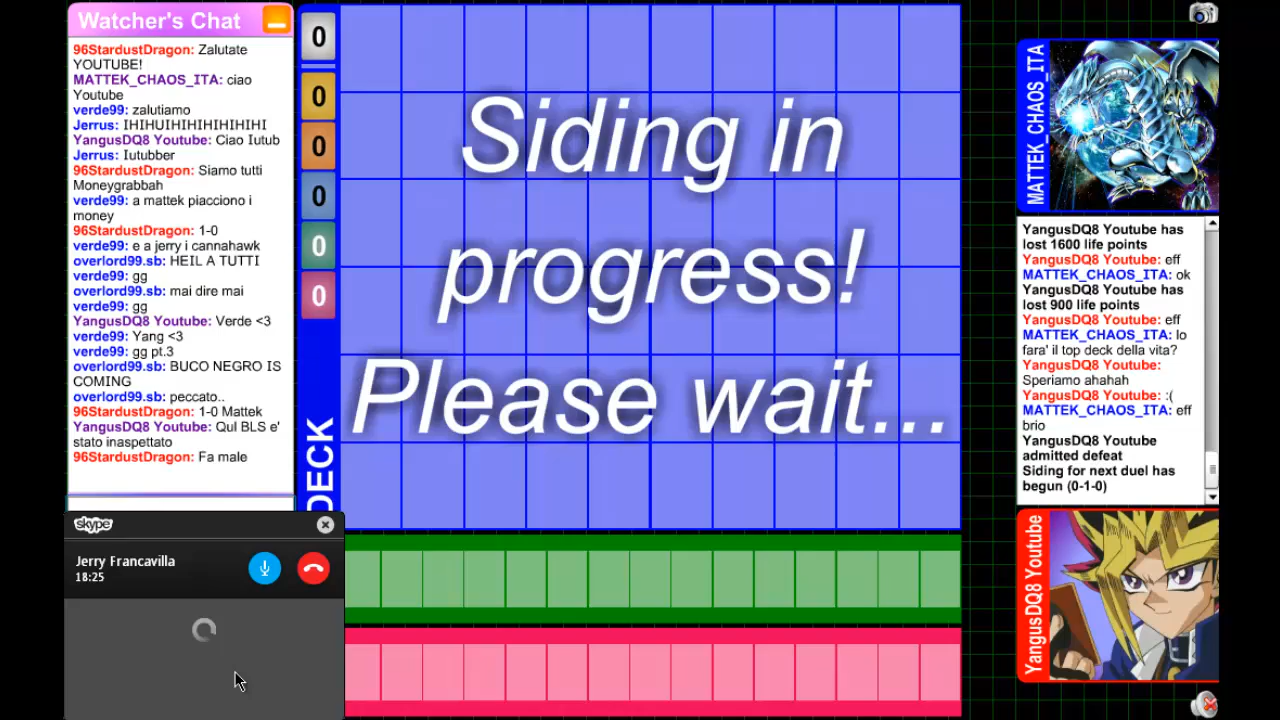 Watcher's Chat
96StardustDragon: Zalutate
YOUTUBE!
MATTEK_CHAOS_ITA: ciao
Youtube
verde99: zalutiamo
Jerrus: IHIHUIHIHIHIHIHIHI
YangusDQ8 Youtube: Ciao Iutub
Jerrus: Iutubber
96StardustDragon: Siamo tutti
Moneygrabbah
verde99: a mattek piacciono i
money
96StardustDragon: 1-0
verde99: e a jerry i cannahawk
overlord99.sb: HEIL A TUTTI
verde99: gg
overlord99.sb: mai dire mai
verde99: gg
YangusDQ8 Youtube: Verde <3
verde99: Yang <3
verde99: gg pt.3
overlord99.sb: BUCO NEGRO IS
COMING
overlord99.sb: peccato..
96StardustDragon: 1-0 Mattek
YangusDQ8 Youtube: Qul BLS e'
stato inaspettato
96StardustDragon: Fa male
skype
Jerry Francavilla
18:25
0
0
0
0
0
0
DECK
Siding in
progress!
Please wait...
MATTEK_CHAOS_ITA
YangusDQ8 Youtube has
lost 1600 life points
YangusDQ8 Youtube: eff
MATTEK_CHAOS_ITA: ok
YangusDQ8 Youtube has
lost 900 life points
YangusDQ8 Youtube: eff
MATTEK_CHAOS_ITA: lo
fara' il top deck della vita?
YangusDQ8 Youtube:
Speriamo ahahah
YangusDQ8 Youtube: :(
MATTEK_CHAOS_ITA: eff
brio
YangusDQ8 Youtube
admitted defeat
Siding for next duel has
begun (0-1-0)
YangusDQ8 Youtube